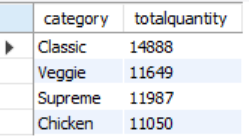 category totalquantity
Classic 14888
Veggie 11649
Supreme 11987
Chicken 11050